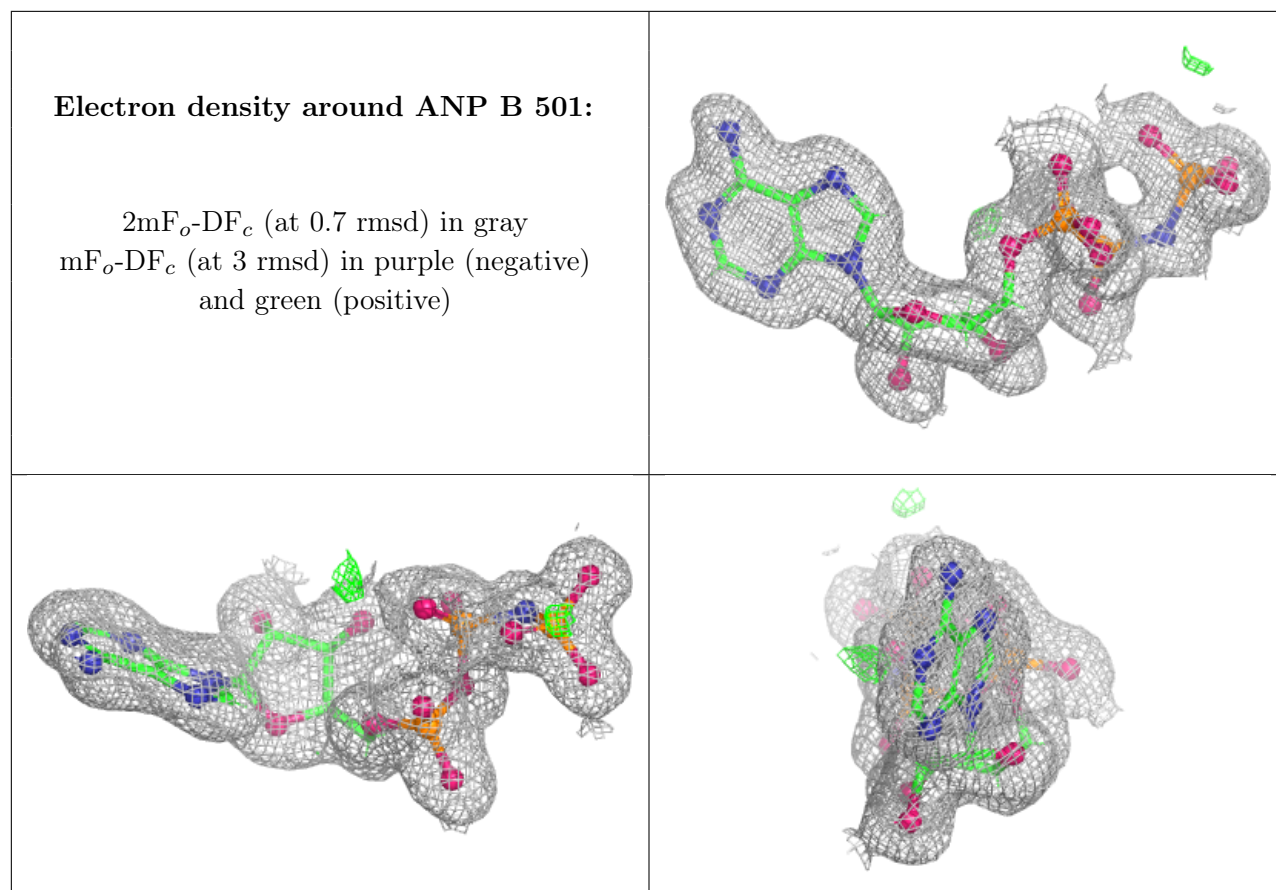 Electron density around ANP B 501:
2mFo-DFc (at 0.7 rmsd) in gray
mFo-DFc (at 3 rmsd) in purple (negative)
and green (positive)